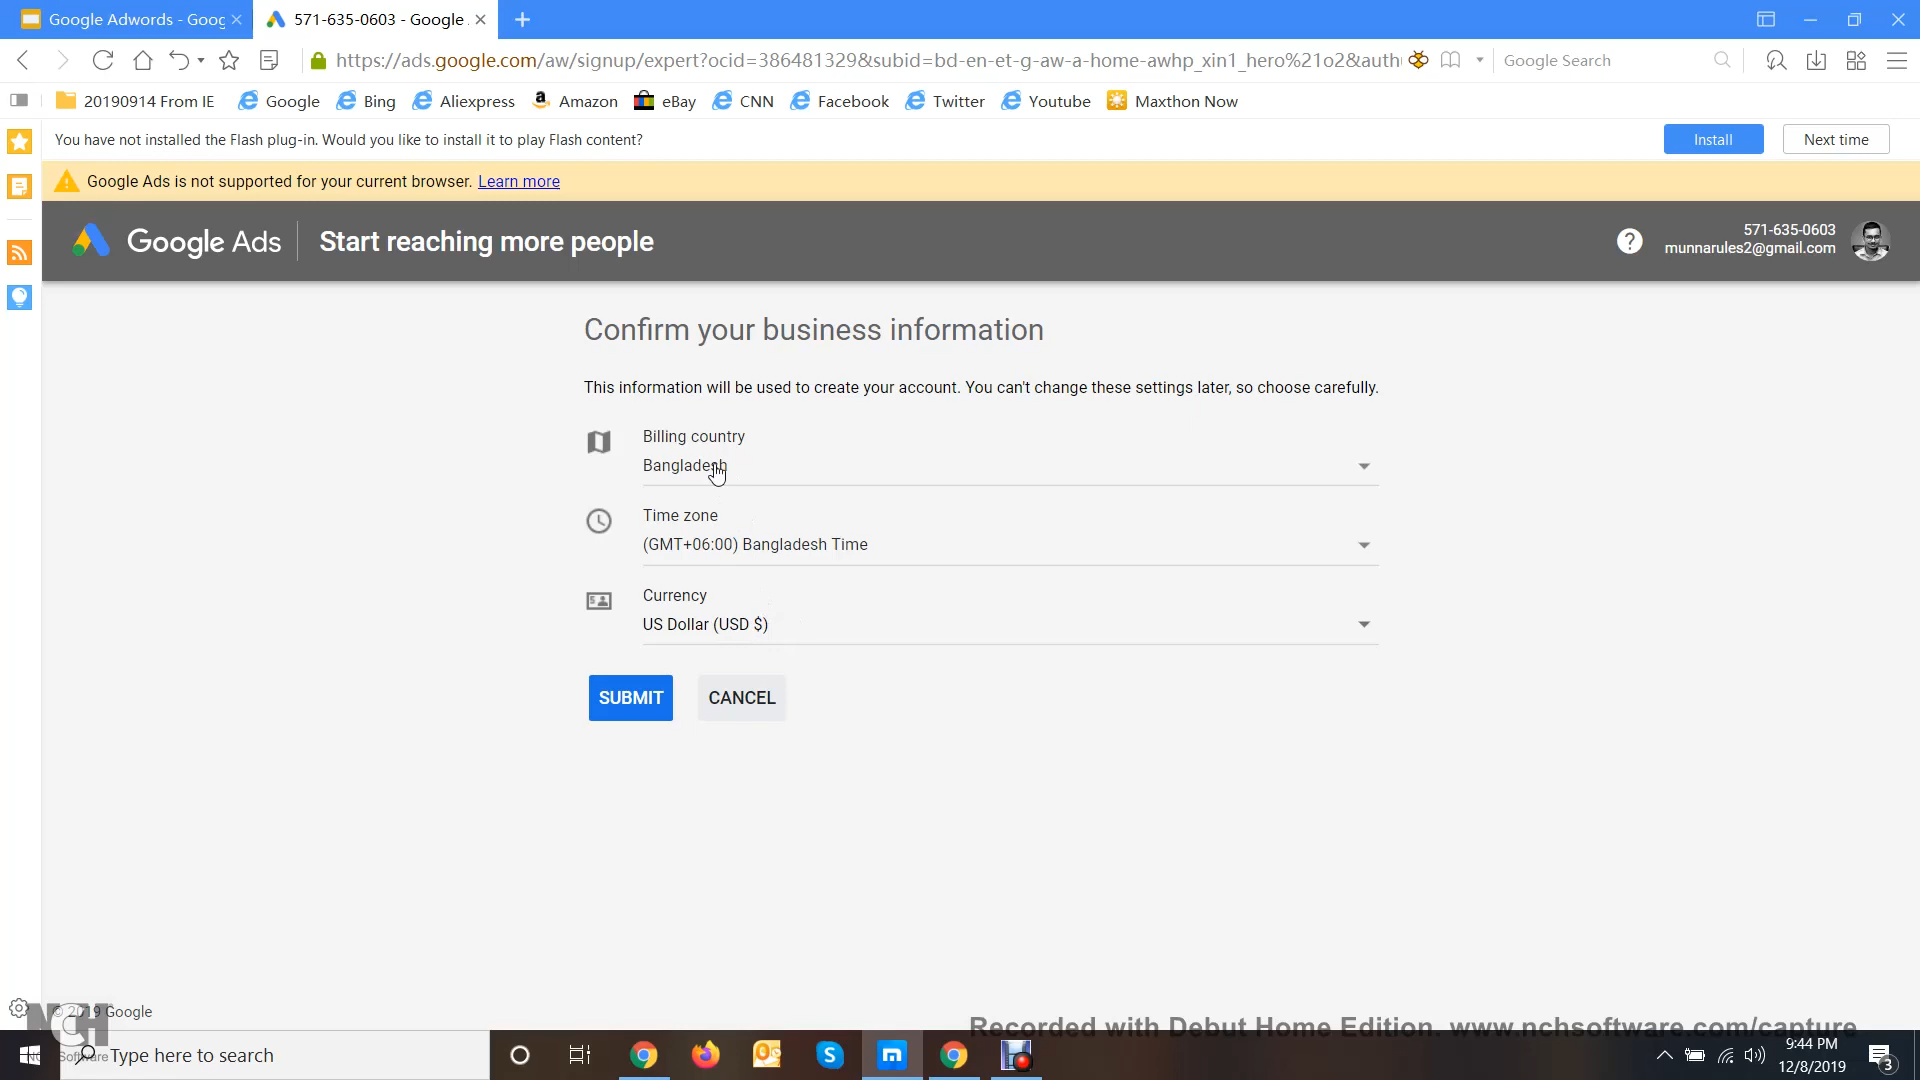 Google Adwords - Goog
571-635-0603 - Google
https://ads.google.com/aw/signup/expert?ocid=386481329&subid=bd-en-et-g-aw-a-home-awhp_xin1_hero%21o2&auth
Google Search
20190914 From IE
Google
Bing
Aliexpress
Amazon
eBay
CNN
Facebook
Twitter
Youtube
Maxthon Now
You have not installed the Flash plug-in. Would you like to install it to play Flash content?
Install
Next time
Google Ads is not supported for your current browser. Learn more
Google Ads
Start reaching more people
571-635-0603
munnarules2@gmail.com
Confirm your business information
This information will be used to create your account. You can't change these settings later, so choose carefully.
Billing country
Bangladesh
Time zone
(GMT+06:00) Bangladesh Time
Currency
US Dollar (USD $)
SUBMIT
CANCEL
© 2019 Google
NCH
Software
Recorded with Debut Home Edition. www.nchsoftware.com/capture
Type here to search
9:44 PM
12/8/2019
3